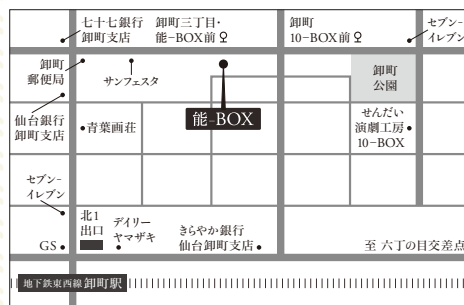 七十七銀行
卸町支店
卸町三丁目・
能-BOX前
卸町
10-BOX前
セブン-
イレブン
卸町
郵便局
サンフェスタ
卸町
公園
仙台銀行
卸町支店
青葉画荘
能-BOX
せんだい
演劇工房
10-BOX
セブン-
イレブン
北1
出口
デイリー
ヤマザキ
きらやか銀行
仙台卸町支店
GS
至 六丁の目交差点
地下鉄東西線 卸町駅